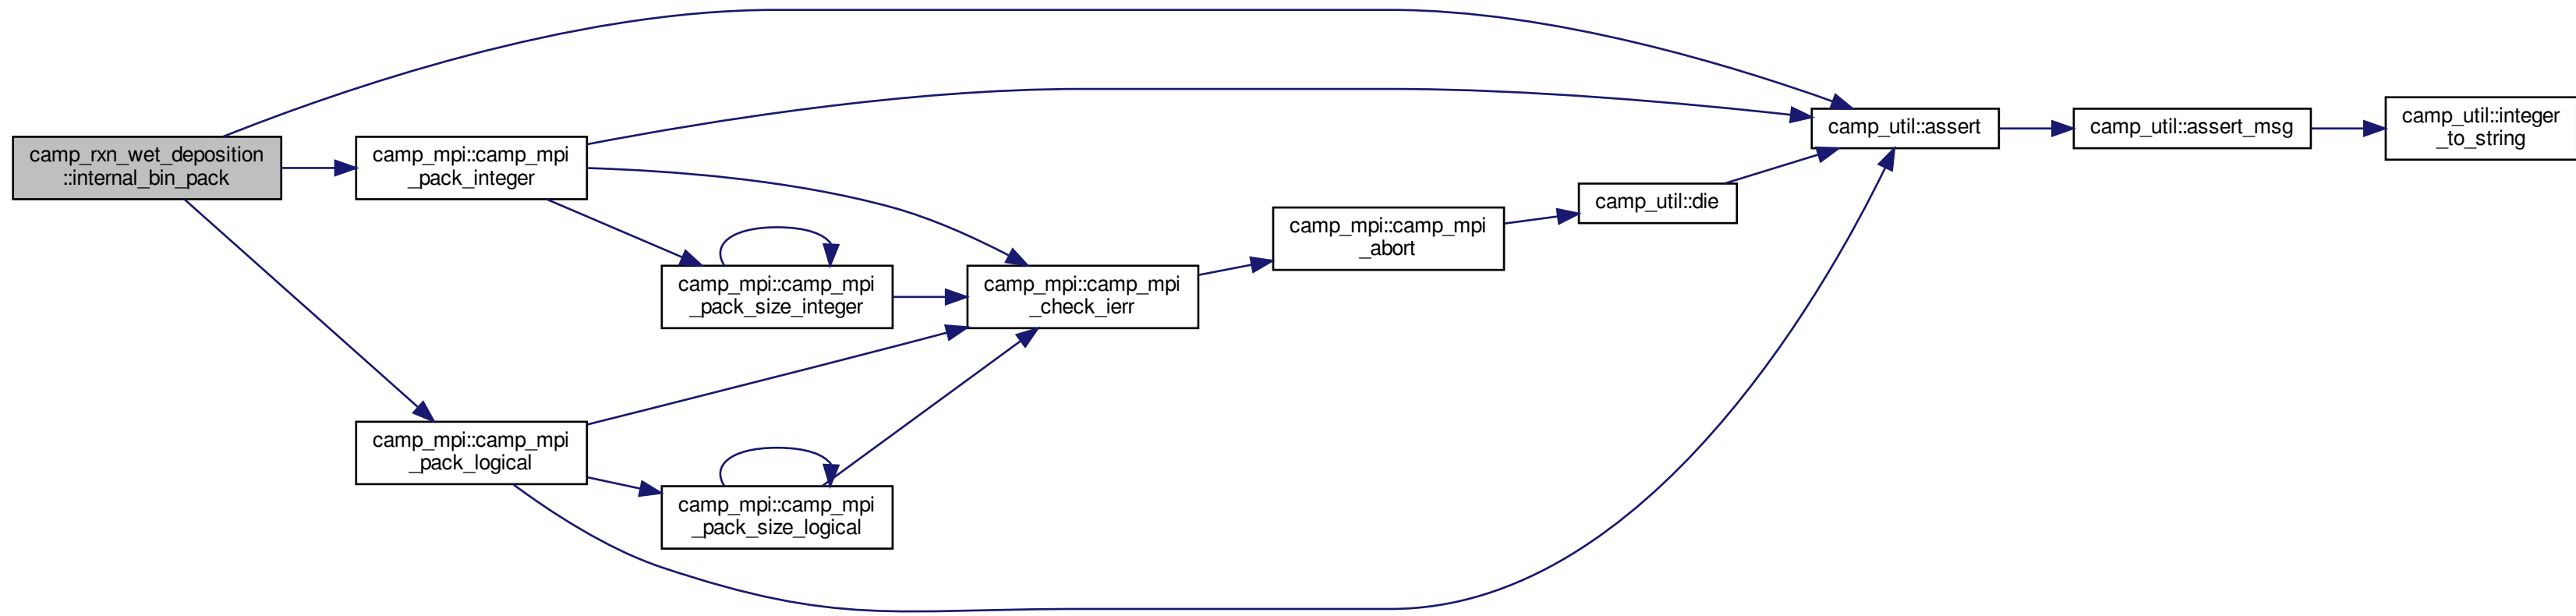 camp_rxn_wet_deposition
::internal_bin_pack
camp_mpi::camp_mpi
_pack_integer
camp_mpi::camp_mpi
_pack_size_integer
camp_mpi::camp_mpi
_check_ierr
camp_mpi::camp_mpi
_abort
camp_util::die
camp_util::assert
camp_util::assert_msg
camp_util::integer
_to_string
camp_mpi::camp_mpi
_pack_logical
camp_mpi::camp_mpi
_pack_size_logical